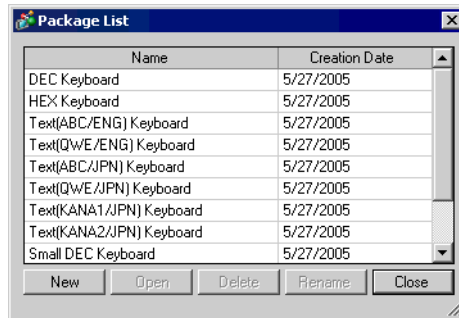 Package List
Name Creation Date
DEC Keyboard 5/27/2005
HEX Keyboard 5/27/2005
Text(ABC/ENG) Keyboard 5/27/2005
Text(QWE/ENG) Keyboard 5/27/2005
Text(ABC/JPN) Keyboard 5/27/2005
Text(QWE/JPN) Keyboard 5/27/2005
Text(KANA1/JPN) Keyboard 5/27/2005
Text(KANA2/JPN) Keyboard 5/27/2005
Small DEC Keyboard 5/27/2005
New Open Delete Rename Close